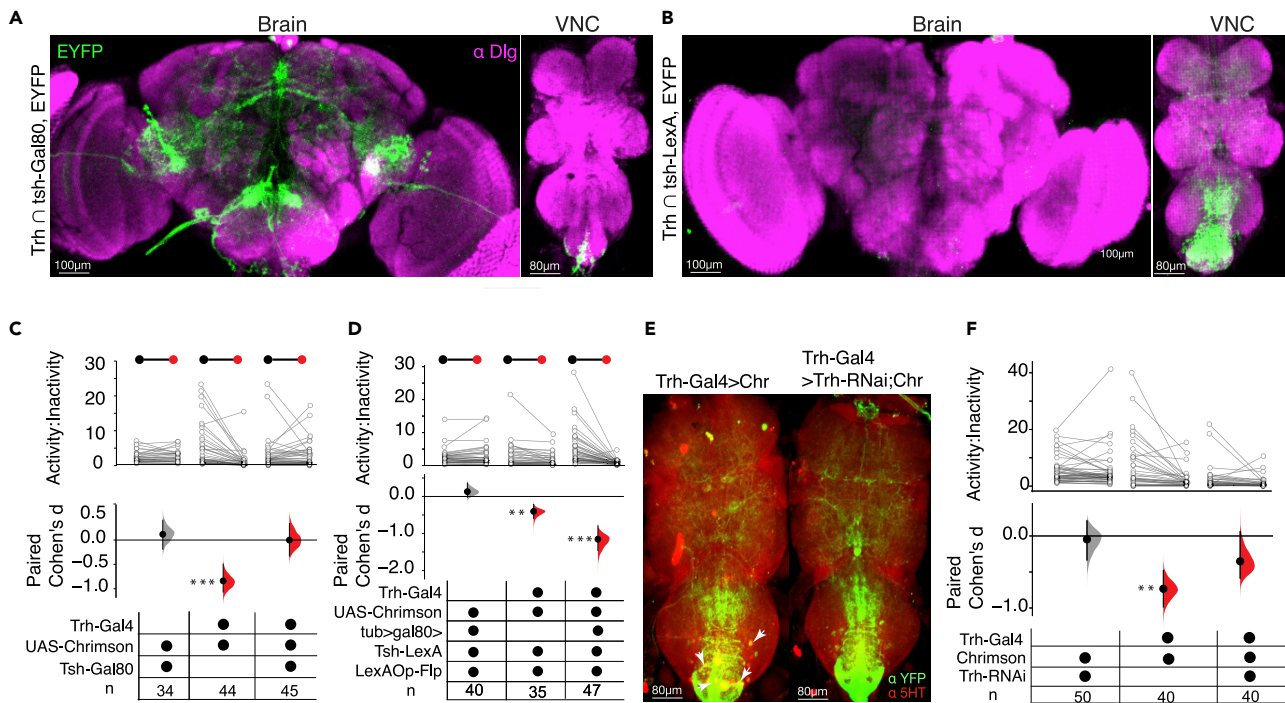 A
Brain
VNC
B
Brain
VNC
EYFP
α Dlg
Trh ∩ tsh-Gal80, EYFP
100µm
80µm
Trh ∩ tsh-LexA, EYFP
100µm
100µm
80µm
C
Activity:Inactivity
30
20
10
0
Paired
Cohen's d
0.5
0.0
−0.5
−1.0
***
Trh-Gal4
UAS-Chrimson
Tsh-Gal80
n 34 44 45
D
Activity:Inactivity
30
20
10
0
Paired
Cohen's d
0.0
−1.0
−2.0
**
***
Trh-Gal4
UAS-Chrimson
tub>gal80>
Tsh-LexA
LexAOp-Flp
n 40 35 47
E
Trh-Gal4>Chr
Trh-Gal4
>Trh-RNai;Chr
80µm
80µm
α YFP
α 5HT
F
Activity:Inactivity
40
20
0
Paired
Cohen's d
0.0
−1.0
**
Trh-Gal4
Chrimson
Trh-RNAi
n 50 40 40